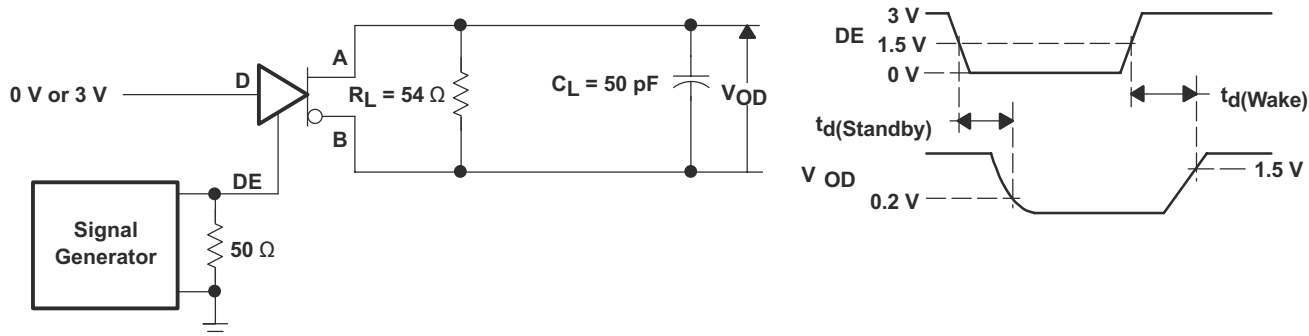 0 V or 3 V
D
A
B
DE
R_L = 54 Ω
C_L = 50 pF
V_OD
Signal
Generator
50 Ω
DE
3 V
1.5 V
0 V
t_d(Standby)
t_d(Wake)
V_OD
0.2 V
1.5 V